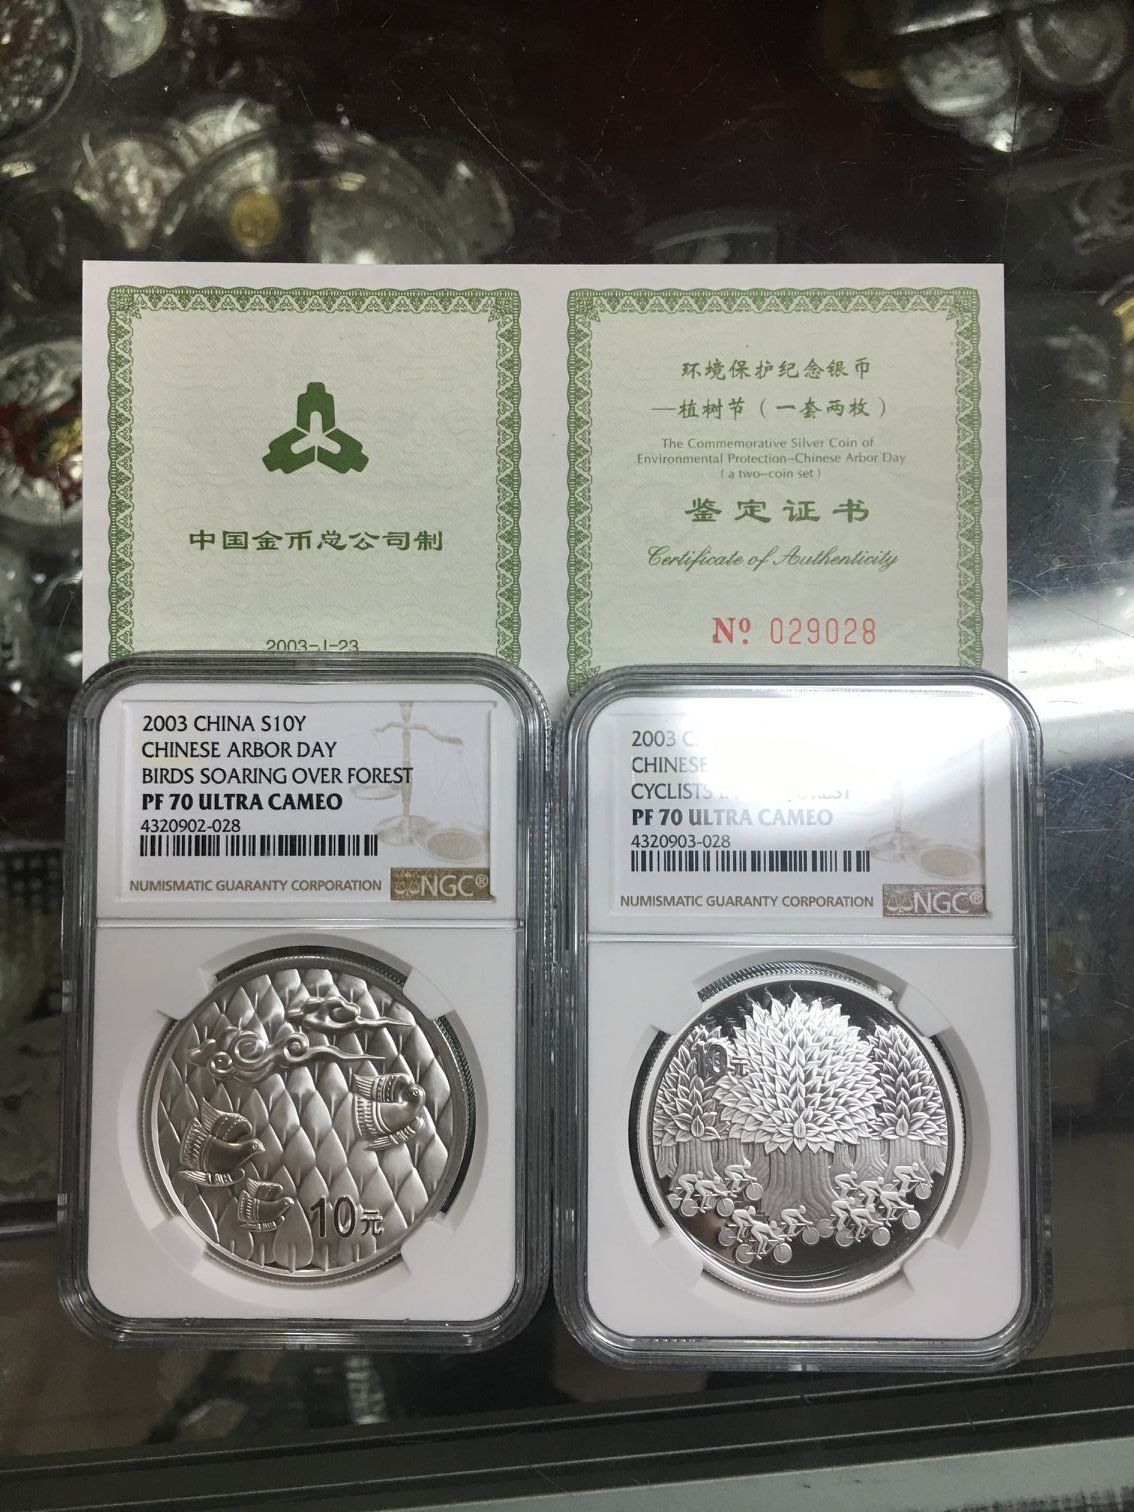 中国金币总公司制
2003-J-23
环境保护纪念银币
—植树节(一套两枚)
The Commemorative Silver Coin of
Environmental Protection-Chinese Arbor Day
(a two-coin set)
鉴定证书
Certificate of Authenticity
Nº 029028
2003 CHINA S10Y
CHINESE ARBOR DAY
BIRDS SOARING OVER FOREST
PF 70 ULTRA CAMEO
4320902-028
NUMISMATIC GUARANTY CORPORATION
NGC®
10元
2003
CHINESE
CYCLISTS
PF 70 ULTRA CAMEO
4320903-028
NUMISMATIC GUARANTY CORPORATION
NGC®
10元